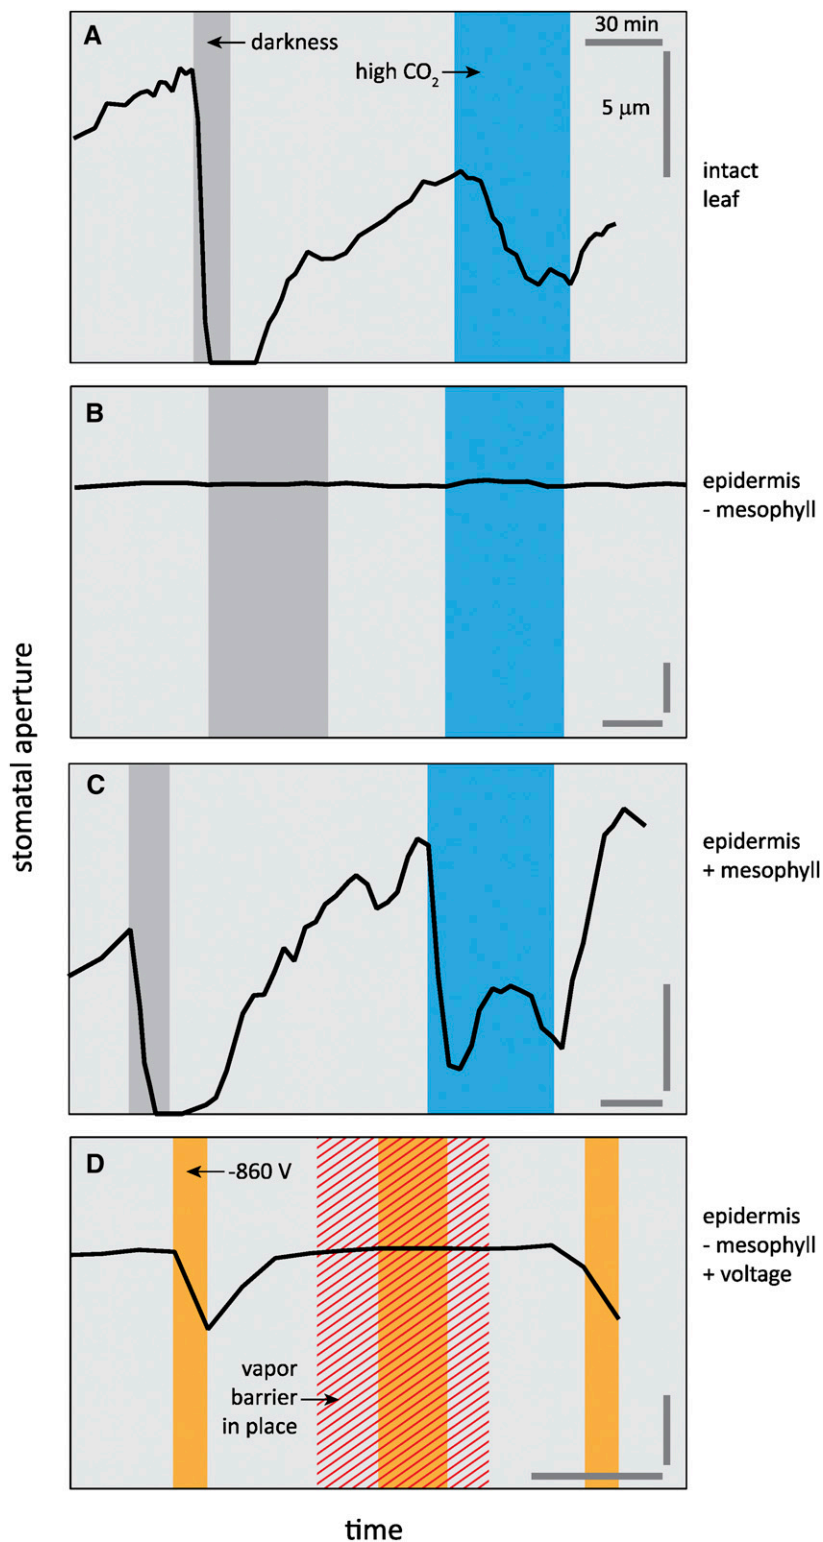 A
darkness
high CO₂
30 min
5 μm
intact
leaf
B
epidermis
- mesophyll
stomatal aperture
C
epidermis
+ mesophyll
D
-860 V
epidermis
- mesophyll
+ voltage
vapor
barrier
in place
time